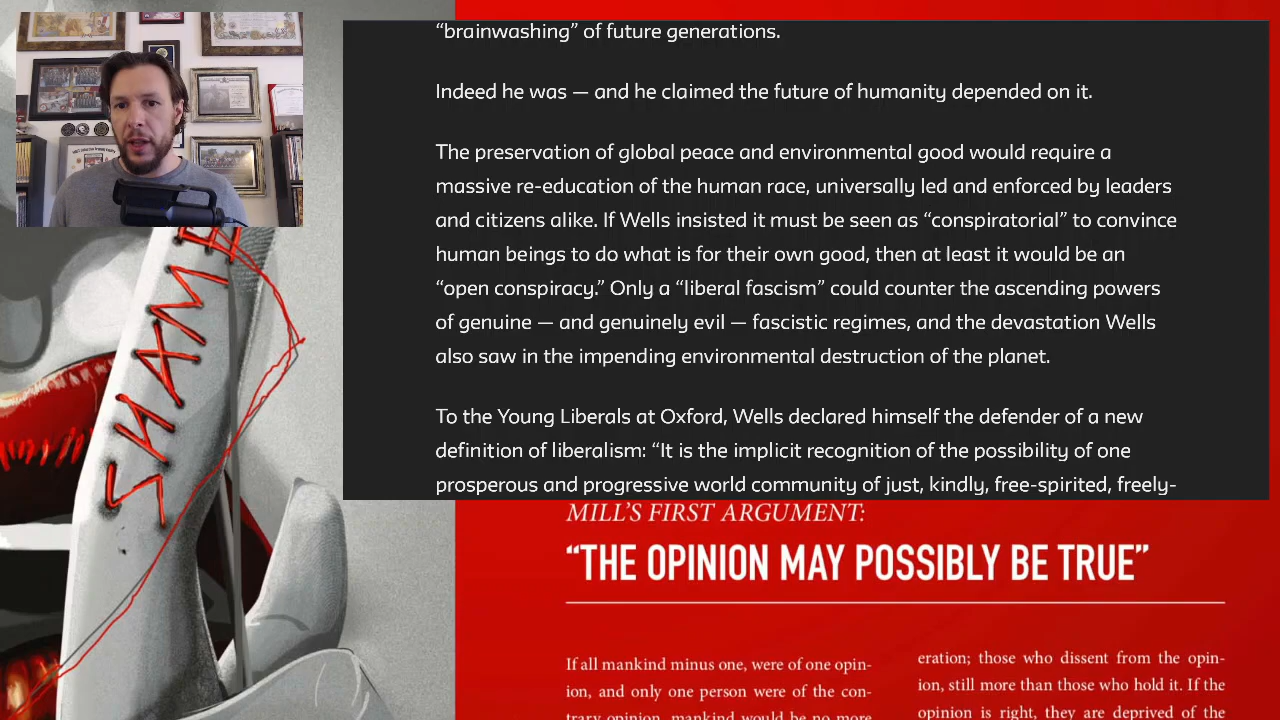 “brainwashing” of future generations.
Indeed he was — and he claimed the future of humanity depended on it.
The preservation of global peace and environmental good would require a
massive re-education of the human race, universally led and enforced by leaders
and citizens alike. If Wells insisted it must be seen as “conspiratorial” to convince
human beings to do what is for their own good, then at least it would be an
“open conspiracy.” Only a “liberal fascism” could counter the ascending powers
of genuine — and genuinely evil — fascistic regimes, and the devastation Wells
also saw in the impending environmental destruction of the planet.
To the Young Liberals at Oxford, Wells declared himself the defender of a new
definition of liberalism: “It is the implicit recognition of the possibility of one
prosperous and progressive world community of just, kindly, free-spirited, freely-
SHAME
MILL’S FIRST ARGUMENT:
“THE OPINION MAY POSSIBLY BE TRUE”
If all mankind minus one, were of one opin-
ion, and only one person were of the con-
trary opinion, mankind would be no more
eration; those who dissent from the opin-
ion, still more than those who hold it. If the
opinion is right, they are deprived of the